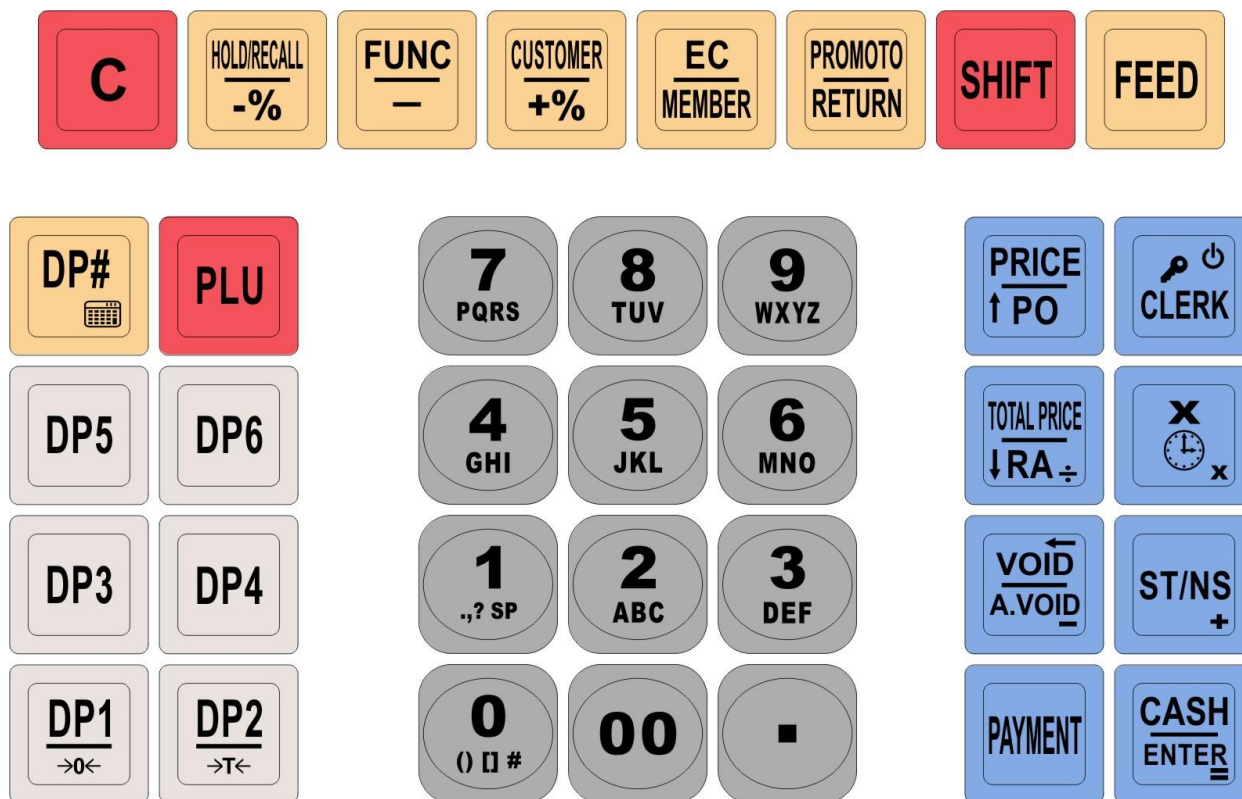 C
HOLD/RECALL
-%
FUNC
—
CUSTOMER
+%
EC
MEMBER
PROMOTO
RETURN
SHIFT
FEED
DP#
PLU
7
PQRS
8
TUV
9
WXYZ
PRICE
↑ PO
CLERK
DP5
DP6
4
GHI
5
JKL
6
MNO
TOTAL PRICE
↓RA ÷
X
x
DP3
DP4
1
.,? SP
2
ABC
3
DEF
←
VOID
A.VOID
–
ST/NS
+
DP1
→0←
DP2
→T←
0
() [] #
00
.
PAYMENT
CASH
ENTER
=